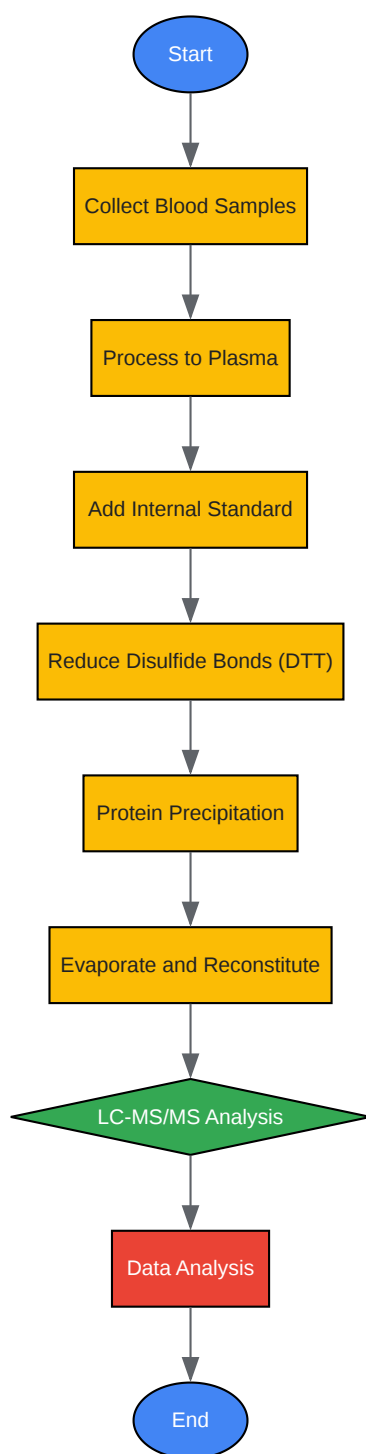 Start
Collect Blood Samples
Process to Plasma
Add Internal Standard
Reduce Disulfide Bonds (DTT)
Protein Precipitation
Evaporate and Reconstitute
LC-MS/MS Analysis
Data Analysis
End